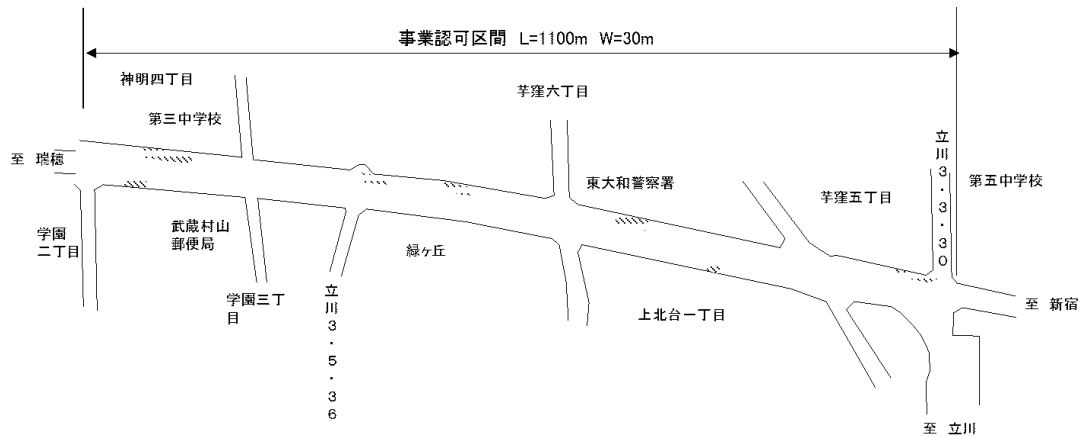 事業認可区間 L=1100m W=30m
神明四丁目
第三中学校
芋窪六丁目
至 瑞穂
東大和警察署
芋窪五丁目
立川3・3・30
第五中学校
学園
二丁目
武蔵村山
郵便局
緑ヶ丘
学園三丁
目
立川3・5・36
上北台一丁目
至 新宿
至 立川